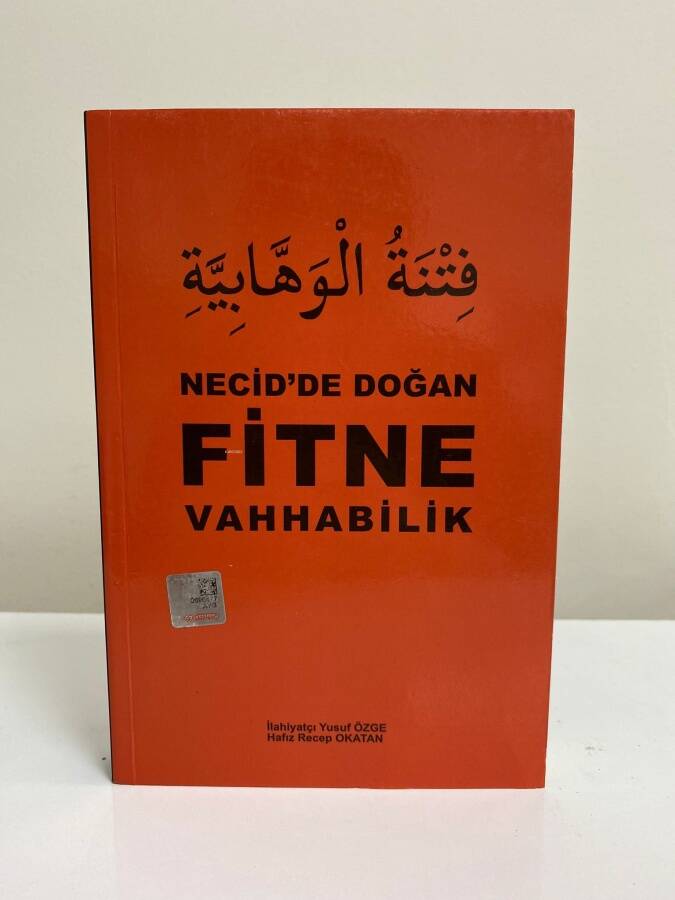 فِتْنَةُ الْوَهَّابِيَّةِ
NECİD'DE DOĞAN
FİTNE
VAHHABİLİK
İlahiyatçı Yusuf ÖZGE
Hafız Recep OKATAN